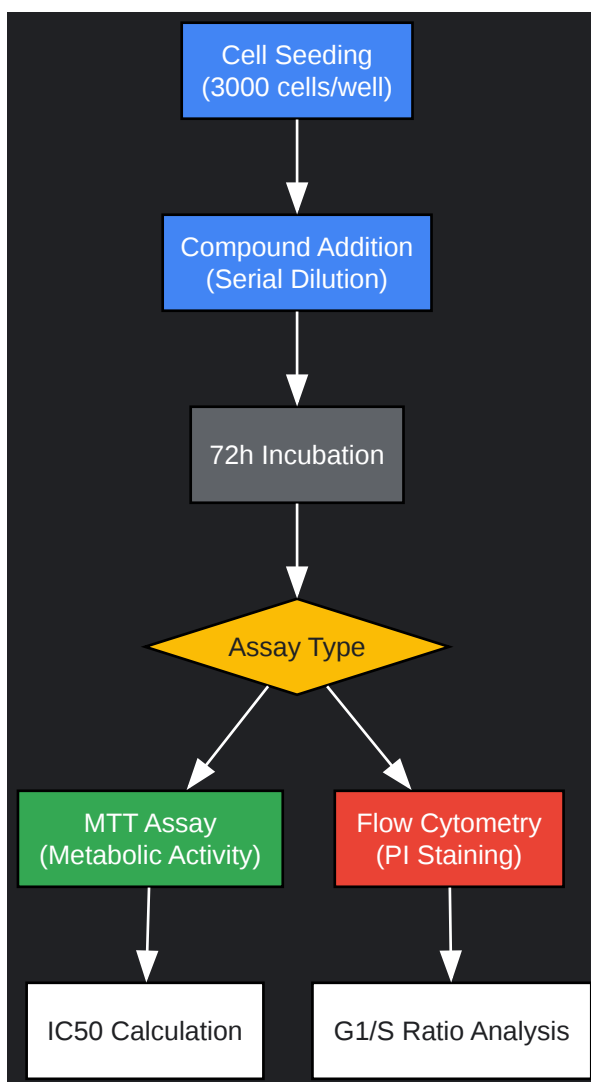 Cell Seeding
(3000 cells/well)
Compound Addition
(Serial Dilution)
72h Incubation
Assay Type
MTT Assay
(Metabolic Activity)
Flow Cytometry
(PI Staining)
IC50 Calculation
G1/S Ratio Analysis